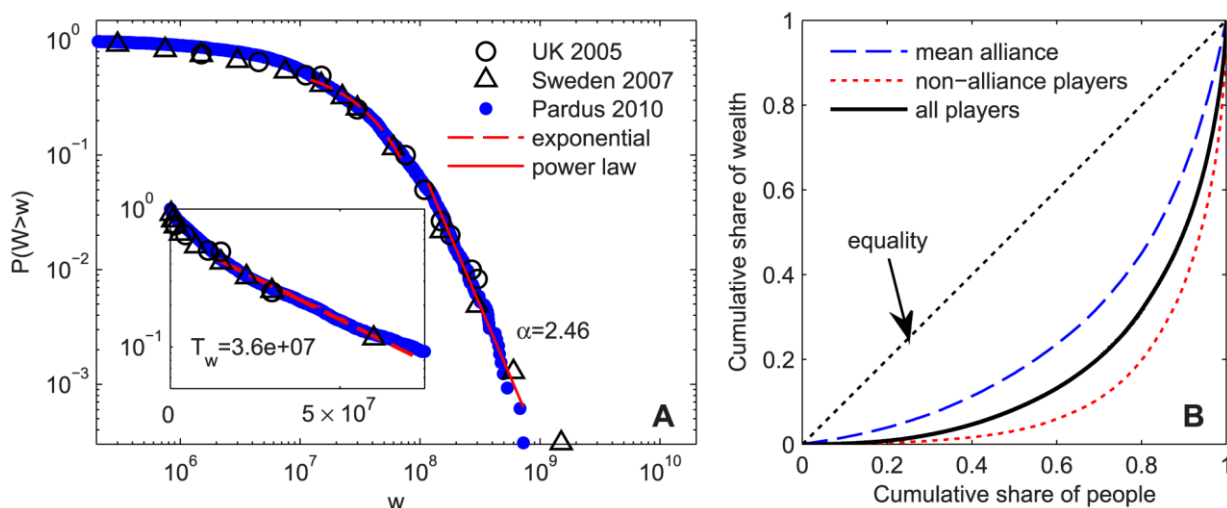 10^0
10^-1
10^-2
10^-3
P(W>w)
UK 2005
Sweden 2007
Pardus 2010
exponential
power law
10^0
10^-1
T_w=3.6e+07
0
5 × 10^7
α=2.46
A
10^6
10^7
10^8
10^9
10^10
w
1
0.8
0.6
0.4
0.2
0
Cumulative share of wealth
mean alliance
non−alliance players
all players
equality
B
0
0.2
0.4
0.6
0.8
1
Cumulative share of people